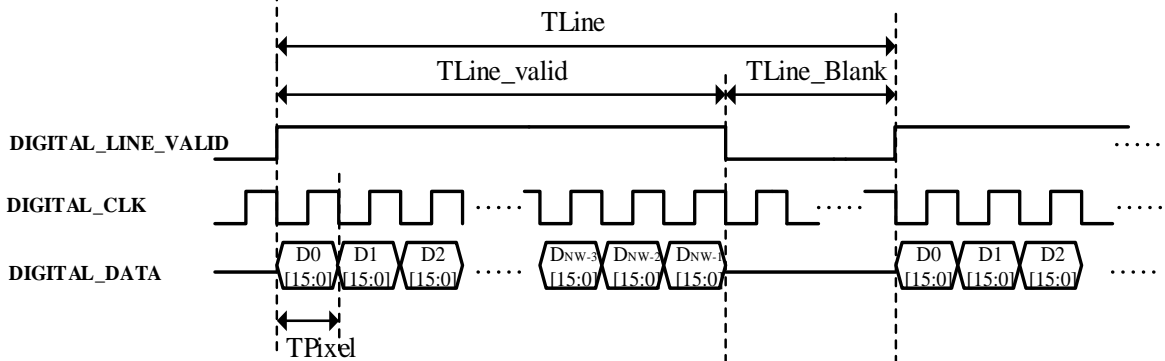 TLine
TLine_valid TLine_Blank
DIGITAL_LINE_VALID .....
DIGITAL_CLK ..... ..... .....
DIGITAL_DATA D0 D1 D2 ..... DNW-3 DNW-2 DNW-1 D0 D1 D2 .....
[15:0] [15:0] [15:0] [15:0] [15:0] [15:0] [15:0] [15:0] [15:0]
TPixel